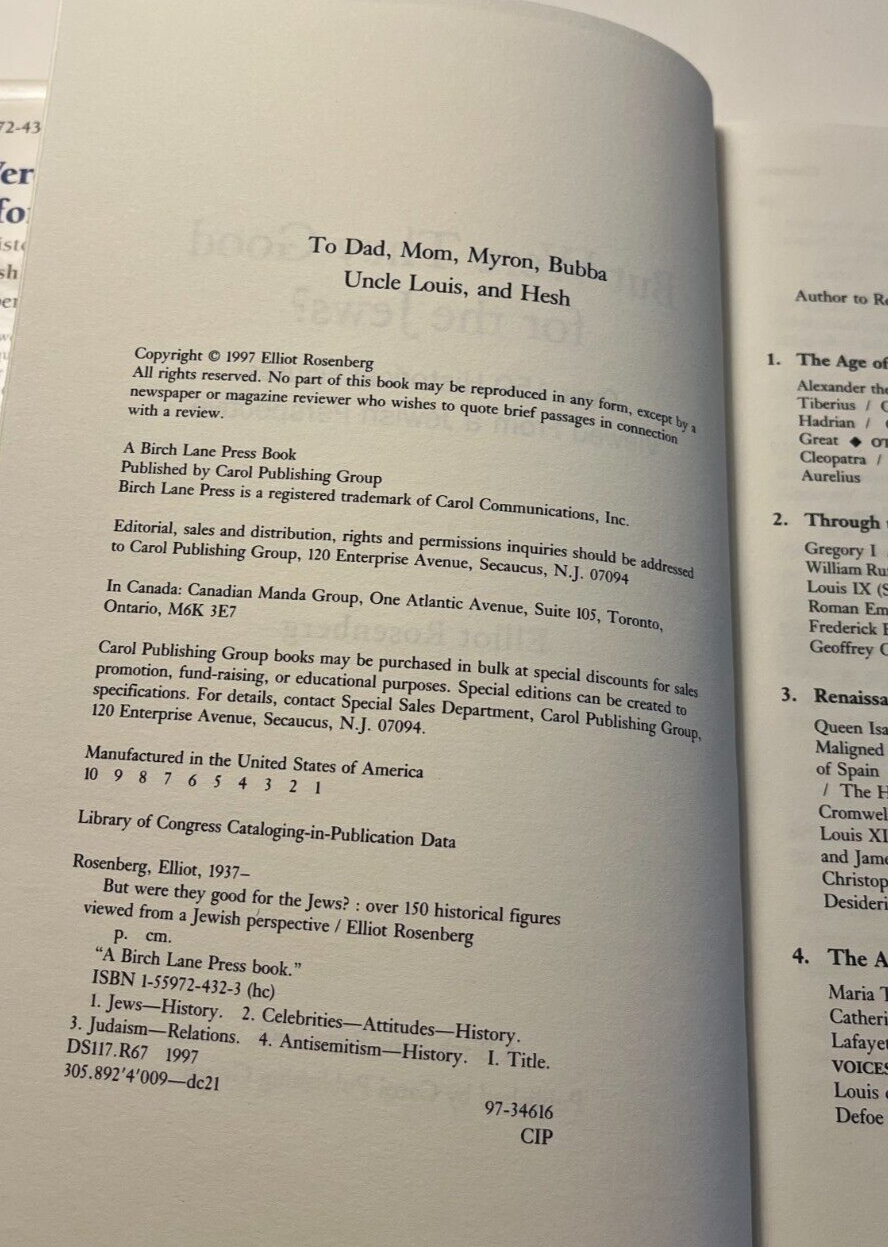 72-43
To Dad, Mom, Myron, Bubba
Uncle Louis, and Hesh
Copyright © 1997 Elliot Rosenberg
All rights reserved. No part of this book may be reproduced in any form, except by a
newspaper or magazine reviewer who wishes to quote brief passages in connection
with a review.
A Birch Lane Press Book
Published by Carol Publishing Group
Birch Lane Press is a registered trademark of Carol Communications, Inc.
Editorial, sales and distribution, rights and permissions inquiries should be addressed
to Carol Publishing Group, 120 Enterprise Avenue, Secaucus, N.J. 07094
In Canada: Canadian Manda Group, One Atlantic Avenue, Suite 105, Toronto,
Ontario, M6K 3E7
Carol Publishing Group books may be purchased in bulk at special discounts for sales
promotion, fund-raising, or educational purposes. Special editions can be created to
specifications. For details, contact Special Sales Department, Carol Publishing Group,
120 Enterprise Avenue, Secaucus, N.J. 07094.
Manufactured in the United States of America
10 9 8 7 6 5 4 3 2 1
Library of Congress Cataloging-in-Publication Data
Rosenberg, Elliot, 1937–
But were they good for the Jews? : over 150 historical figures
viewed from a Jewish perspective / Elliot Rosenberg
p. cm.
“A Birch Lane Press book.”
ISBN 1-55972-432-3 (hc)
1. Jews—History. 2. Celebrities—Attitudes—History.
3. Judaism—Relations. 4. Antisemitism—History. I. Title.
DS117.R67 1997
305.892'4'009—dc21
97-34616
CIP
Author to Re
1. The Age of
Alexander the
Tiberius / C
Hadrian /
Great ◆ OT
Cleopatra /
Aurelius
2. Through
Gregory I
William Ru
Louis IX (S
Roman Em
Frederick
Geoffrey C
3. Renaissa
Queen Isa
Maligned
of Spain
/ The H
Cromwel
Louis XI
and Jame
Christop
Desideri
4. The A
Maria T
Catheri
Lafayet
VOICES
Louis
Defoe